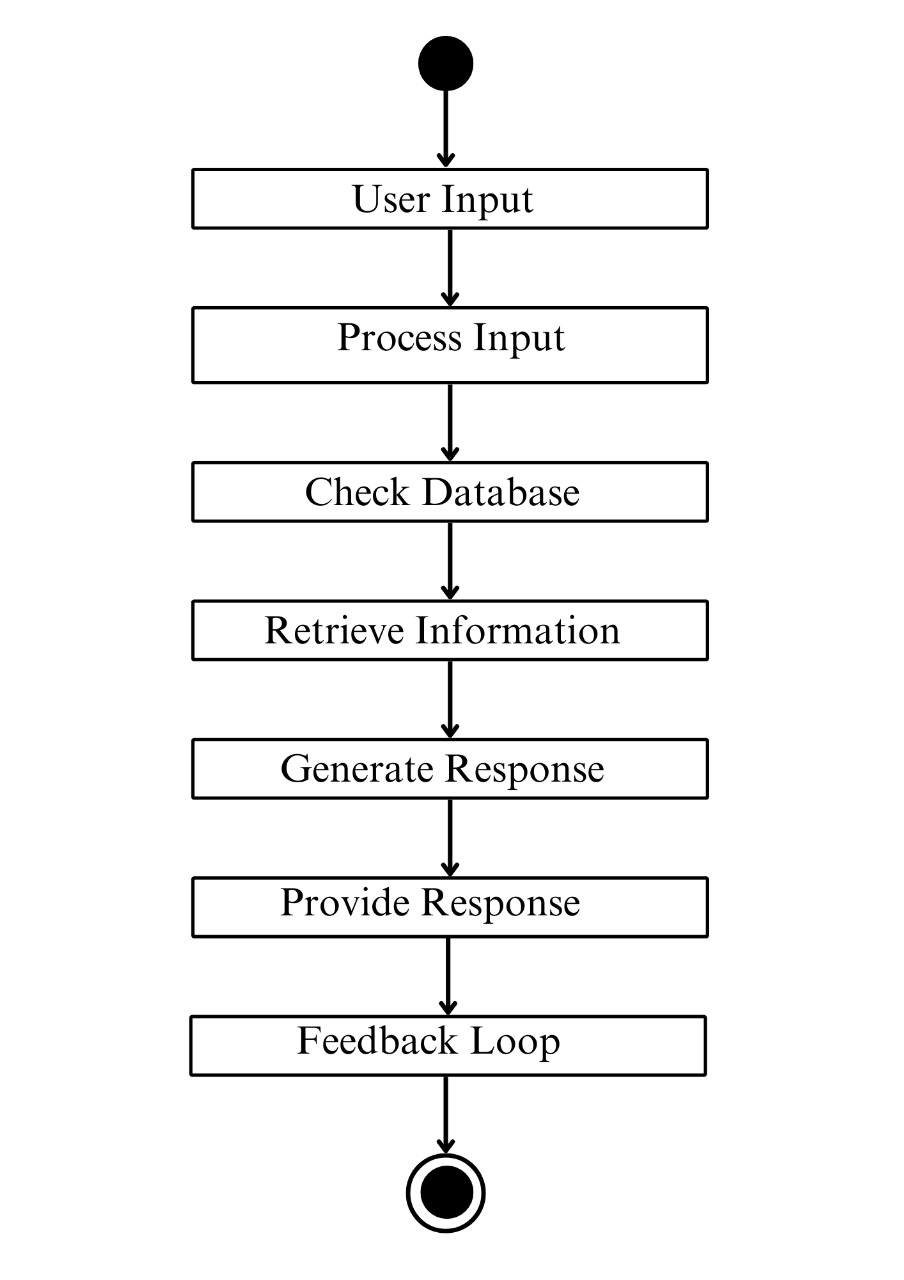 User Input
Process Input
Check Database
Retrieve Information
Generate Response
Provide Response
Feedback Loop